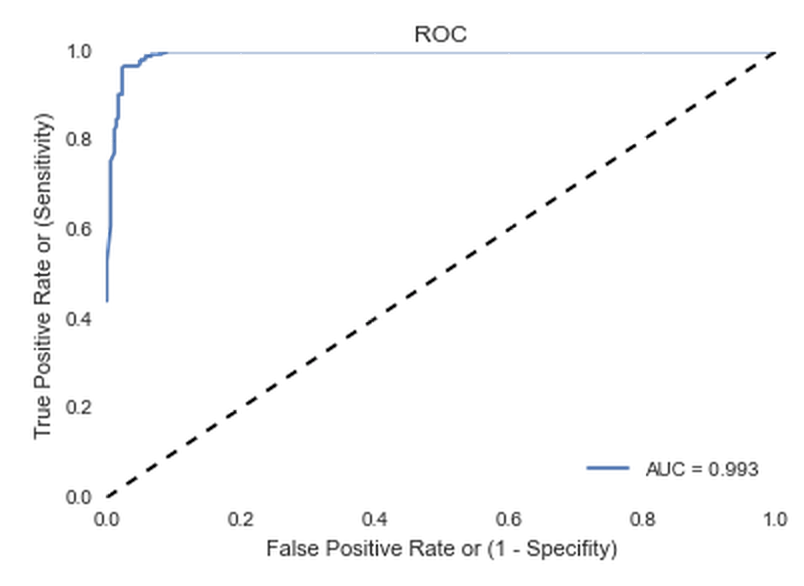 ROC
True Positive Rate or (Sensitivity)
1.0
0.8
0.6
0.4
0.2
0.0
0.0 0.2 0.4 0.6 0.8 1.0
False Positive Rate or (1 - Specifity)
AUC = 0.993